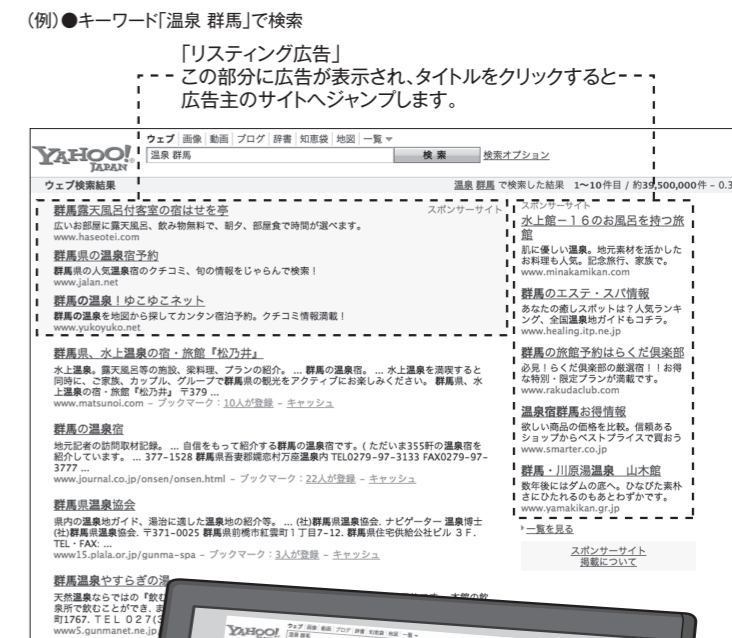 (例)●キーワード「温泉 群馬」で検索
「リスティング広告」
この部分に広告が表示され、タイトルをクリックすると
広告主のサイトへジャンプします。
YAHOO! JAPAN
ウェブ 画像 動画 ブログ 辞書 知恵袋 地図 一覧
温泉 群馬 検索 検索オプション
ウェブ検索結果 温泉 群馬 で検索した結果 1〜10件目 / 約39,500,000件 – 0.3
群馬露天風呂付客室の宿はせを亭 スポンサーサイト
広いお部屋に露天風呂、飲み物無料で、朝夕、部屋食で時間が選べます。
www.haseotei.com
群馬県の温泉宿予約
群馬県の人気温泉宿のクチコミ、旬の情報をじゃらんで検索!
www.jalan.net
群馬の温泉!ゆこゆこネット
群馬の温泉を地図から探してカンタン宿泊予約。クチコミ情報満載!
www.yukoyuko.net
群馬県、水上温泉の宿・旅館『松乃井』
水上温泉。露天風呂等の施設、梁料理、プランの紹介。 ... 群馬の温泉宿。 ... 水上温泉を満喫すると
同時に、ご家族、カップル、グループで群馬県の観光をアクティブにお楽しみください。 群馬県、水
上温泉の宿・旅館『松乃井』 〒379 ...
www.matsunoi.com – ブックマーク:10人が登録 – キャッシュ
群馬の温泉宿
地元記者の訪問取材記録。 ... 自信をもって紹介する群馬の温泉宿です。( ただいま355軒の温泉宿を
紹介しています。 ... 377-1528 群馬県吾妻郡嬬恋村万座温泉内 TEL0279-97-3133 FAX0279-97-
3777 ...
www.journal.co.jp/onsen/onsen.html – ブックマーク:22人が登録 – キャッシュ
群馬県温泉協会
県内の温泉地ガイド、湯治に適した温泉地の紹介等。 ... (社)群馬県温泉協会. ナビゲーター 温泉博士
(社)群馬県温泉協会. 〒371-0025 群馬県前橋市紅雲町1丁目7-12. 群馬県住宅供給公社ビル 3F.
TEL・FAX: ...
www15.plala.or.jp/gunma-spa – ブックマーク:3人が登録 – キャッシュ
群馬温泉やすらぎの湯
天然温泉ならではの『飲む
泉所で飲むことができ、ま
町1767. TEL 027(3
www5.gunmanet.ne.jp
スポンサーサイト
水上館−16のお風呂を持つ旅
館
肌に優しい温泉。地元素材を活かした
お料理も人気。記念旅行、家族で。
www.minakamikan.com
群馬のエステ・スパ情報
あなたの癒しスポットは?人気ランキ
ング、全国温泉地ガイドもコチラ。
www.healing.itp.ne.jp
群馬の旅館予約はらくだ倶楽部
必見!らくだ倶楽部の厳選宿!!お得
な特別・限定プランが満載です。
www.rakudaclub.com
温泉宿群馬お得情報
欲しい商品の価格を比較。信頼ある
ショップからベストプライスで買おう
www.smarter.co.jp
群馬・川原湯温泉 山木館
数年後にはダムの底へ。ひなびた素朴
さにひたれるのもあとわずかです。
www.yamakikan.gr.jp
一覧を見る
スポンサーサイト
掲載について
YAHOO!
ウェブ 画像 動画 ブログ 辞書 知恵袋 地図 一覧
温泉 群馬